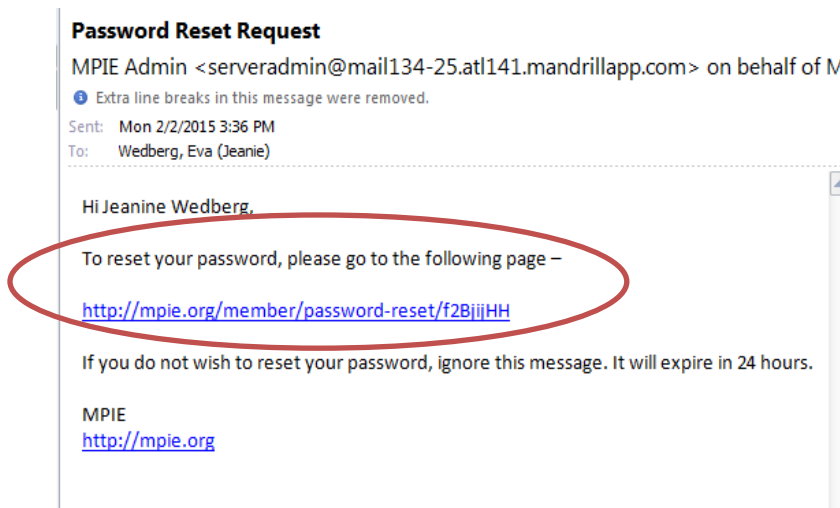 Password Reset Request
MPIE Admin <serveradmin@mail134-25.atl141.mandrillapp.com> on behalf of M
Extra line breaks in this message were removed.
Sent: Mon 2/2/2015 3:36 PM
To: Wedberg, Eva (Jeanie)
Hi Jeanine Wedberg,
To reset your password, please go to the following page –
http://mpie.org/member/password-reset/f2BjijHH
If you do not wish to reset your password, ignore this message. It will expire in 24 hours.
MPIE
http://mpie.org